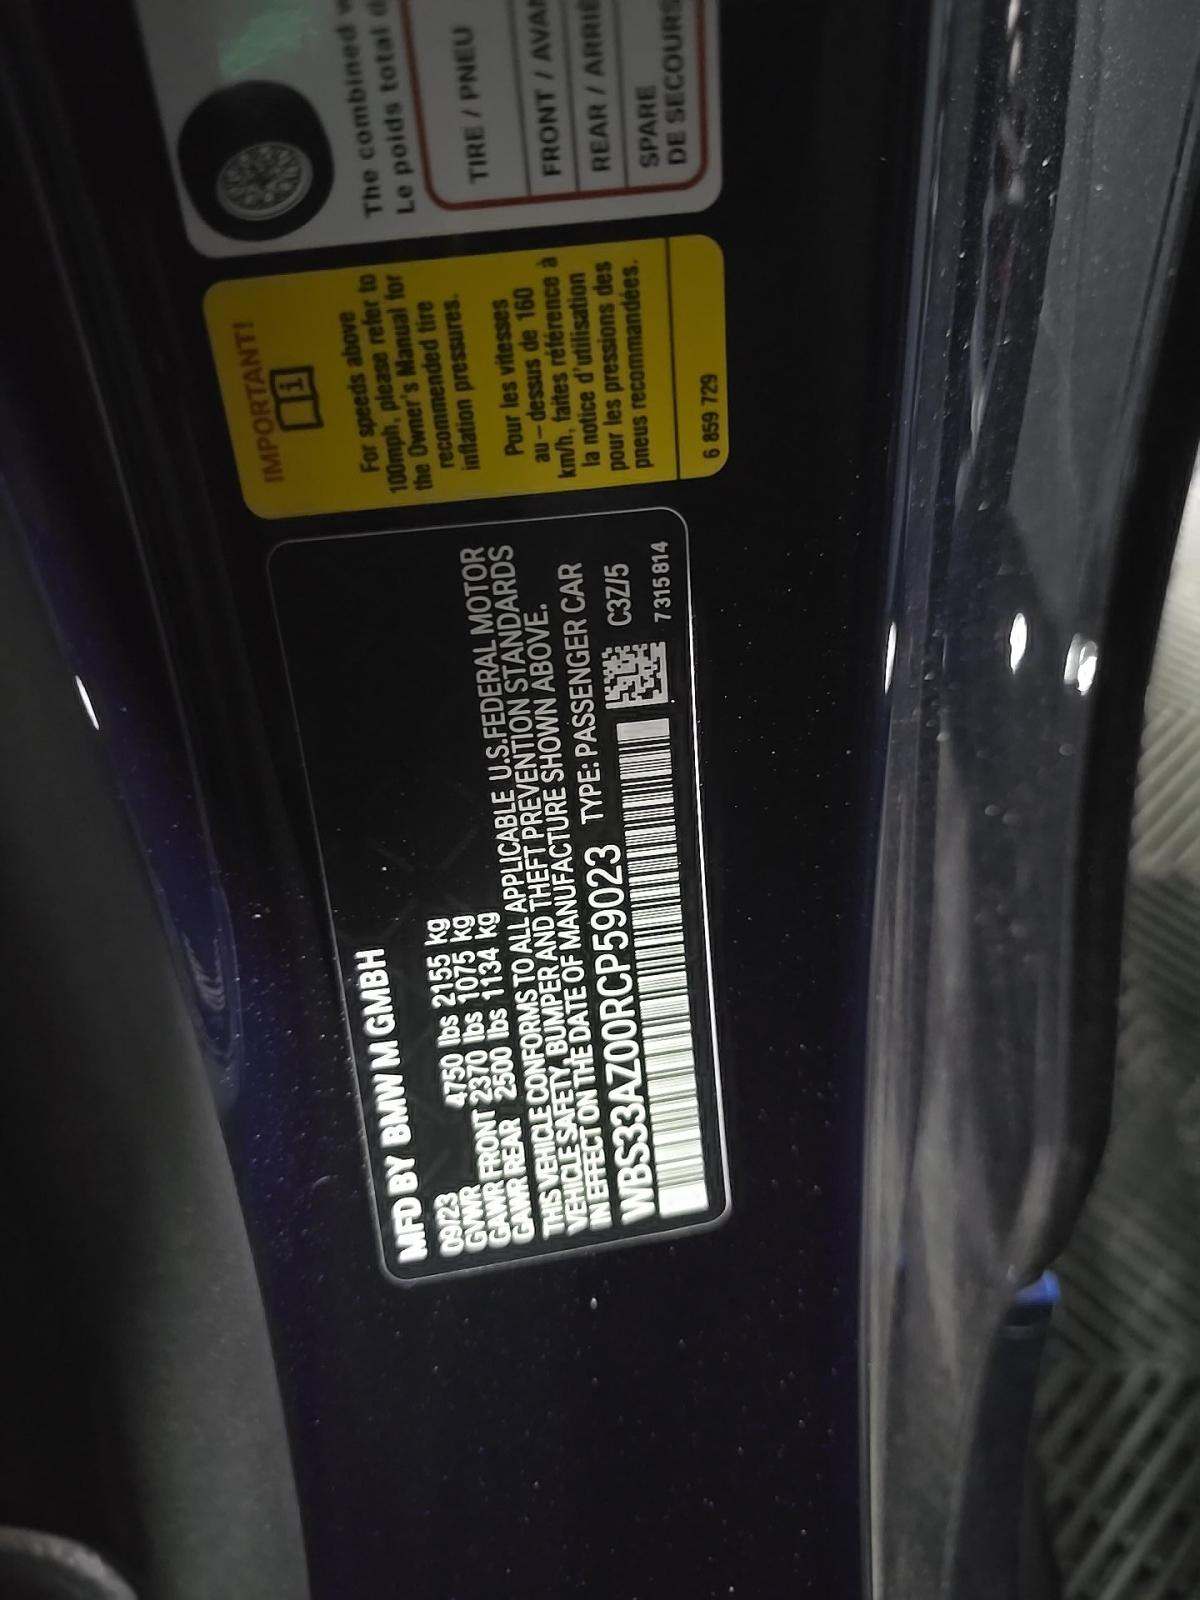 The combined
Le poids total
TIRE / PNEU
FRONT /
REAR /
SPARE
DE SECOURS
IMPORTANT!
For speeds above
100mph, please refer to
the Owner's Manual for
recommended tire
inflation pressures.
Pour les vitesses
au-dessus de 160
km/h, faites référence à
la notice d'utilisation
pour les pressions des
pneus recommandées.
6 859 729
MFD BY BMW M GMBH
09/23
GVWR 4750 lbs 2155 kg
GAWR FRONT 2370 lbs 1075 kg
GAWR REAR 2500 lbs 1134 kg
THIS VEHICLE CONFORMS TO ALL APPLICABLE U.S.FEDERAL MOTOR
VEHICLE SAFETY, BUMPER AND THEFT PREVENTION STANDARDS
IN EFFECT ON THE DATE OF MANUFACTURE SHOWN ABOVE.
WBS33AZ00RCP59023 TYPE: PASSENGER CAR
C3Z/5
7 315 814